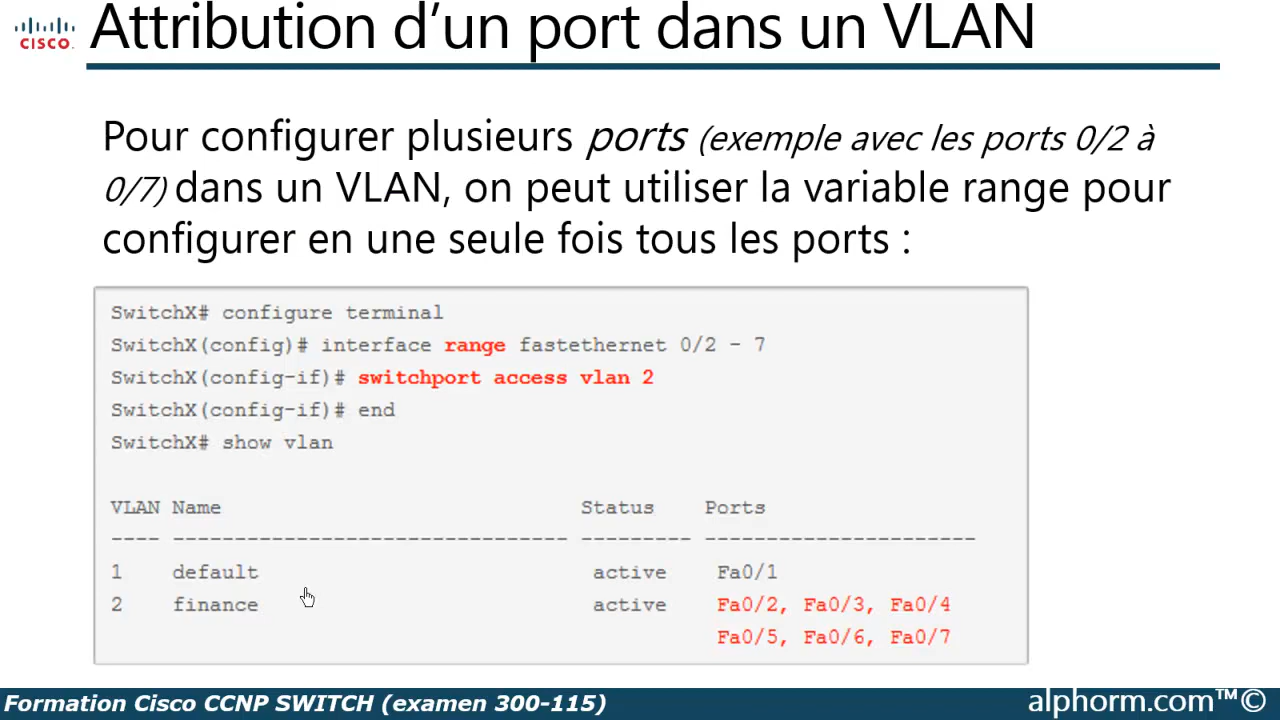 CISCO
Attribution d'un port dans un VLAN
Pour configurer plusieurs ports (exemple avec les ports 0/2 à
0/7) dans un VLAN, on peut utiliser la variable range pour
configurer en une seule fois tous les ports :
SwitchX# configure terminal
SwitchX(config)# interface range fastethernet 0/2 - 7
SwitchX(config-if)# switchport access vlan 2
SwitchX(config-if)# end
SwitchX# show vlan
VLAN Name Status Ports
---- -------------------------------- --------- ----------------------
1 default active Fa0/1
2 finance active Fa0/2, Fa0/3, Fa0/4
Fa0/5, Fa0/6, Fa0/7
Formation Cisco CCNP SWITCH (examen 300-115) alphorm.com™©